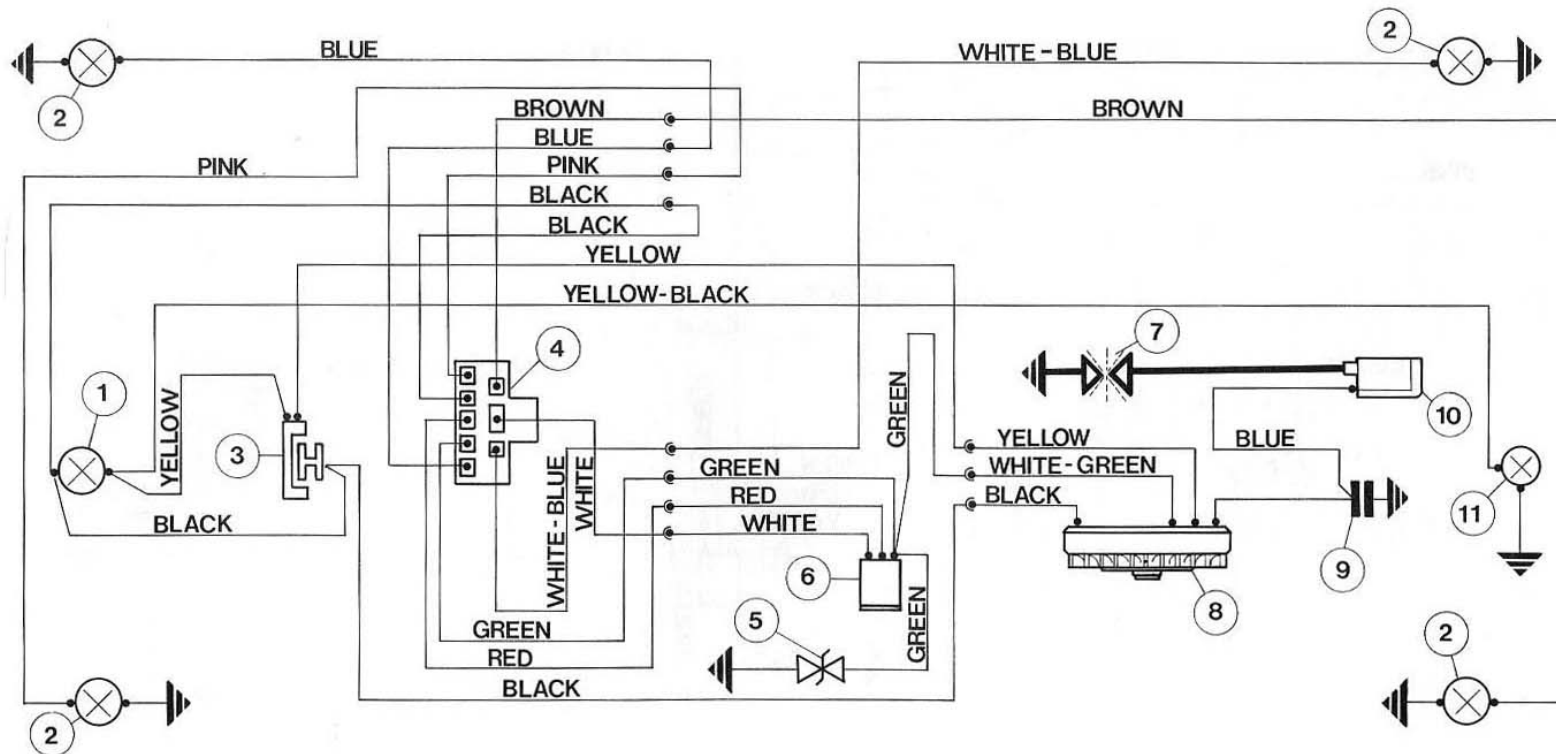 BLUE
WHITE-BLUE
2
2
BROWN
BROWN
BLUE
PINK
PINK
BLACK
BLACK
YELLOW
YELLOW-BLACK
7
4
1
YELLOW
GREEN
10
3
BLUE
YELLOW
GREEN
WHITE-GREEN
RED
BLACK
WHITE
11
BLACK
WHITE-BLUE
WHITE
6
9
8
GREEN
5
GREEN
RED
2
BLACK
2